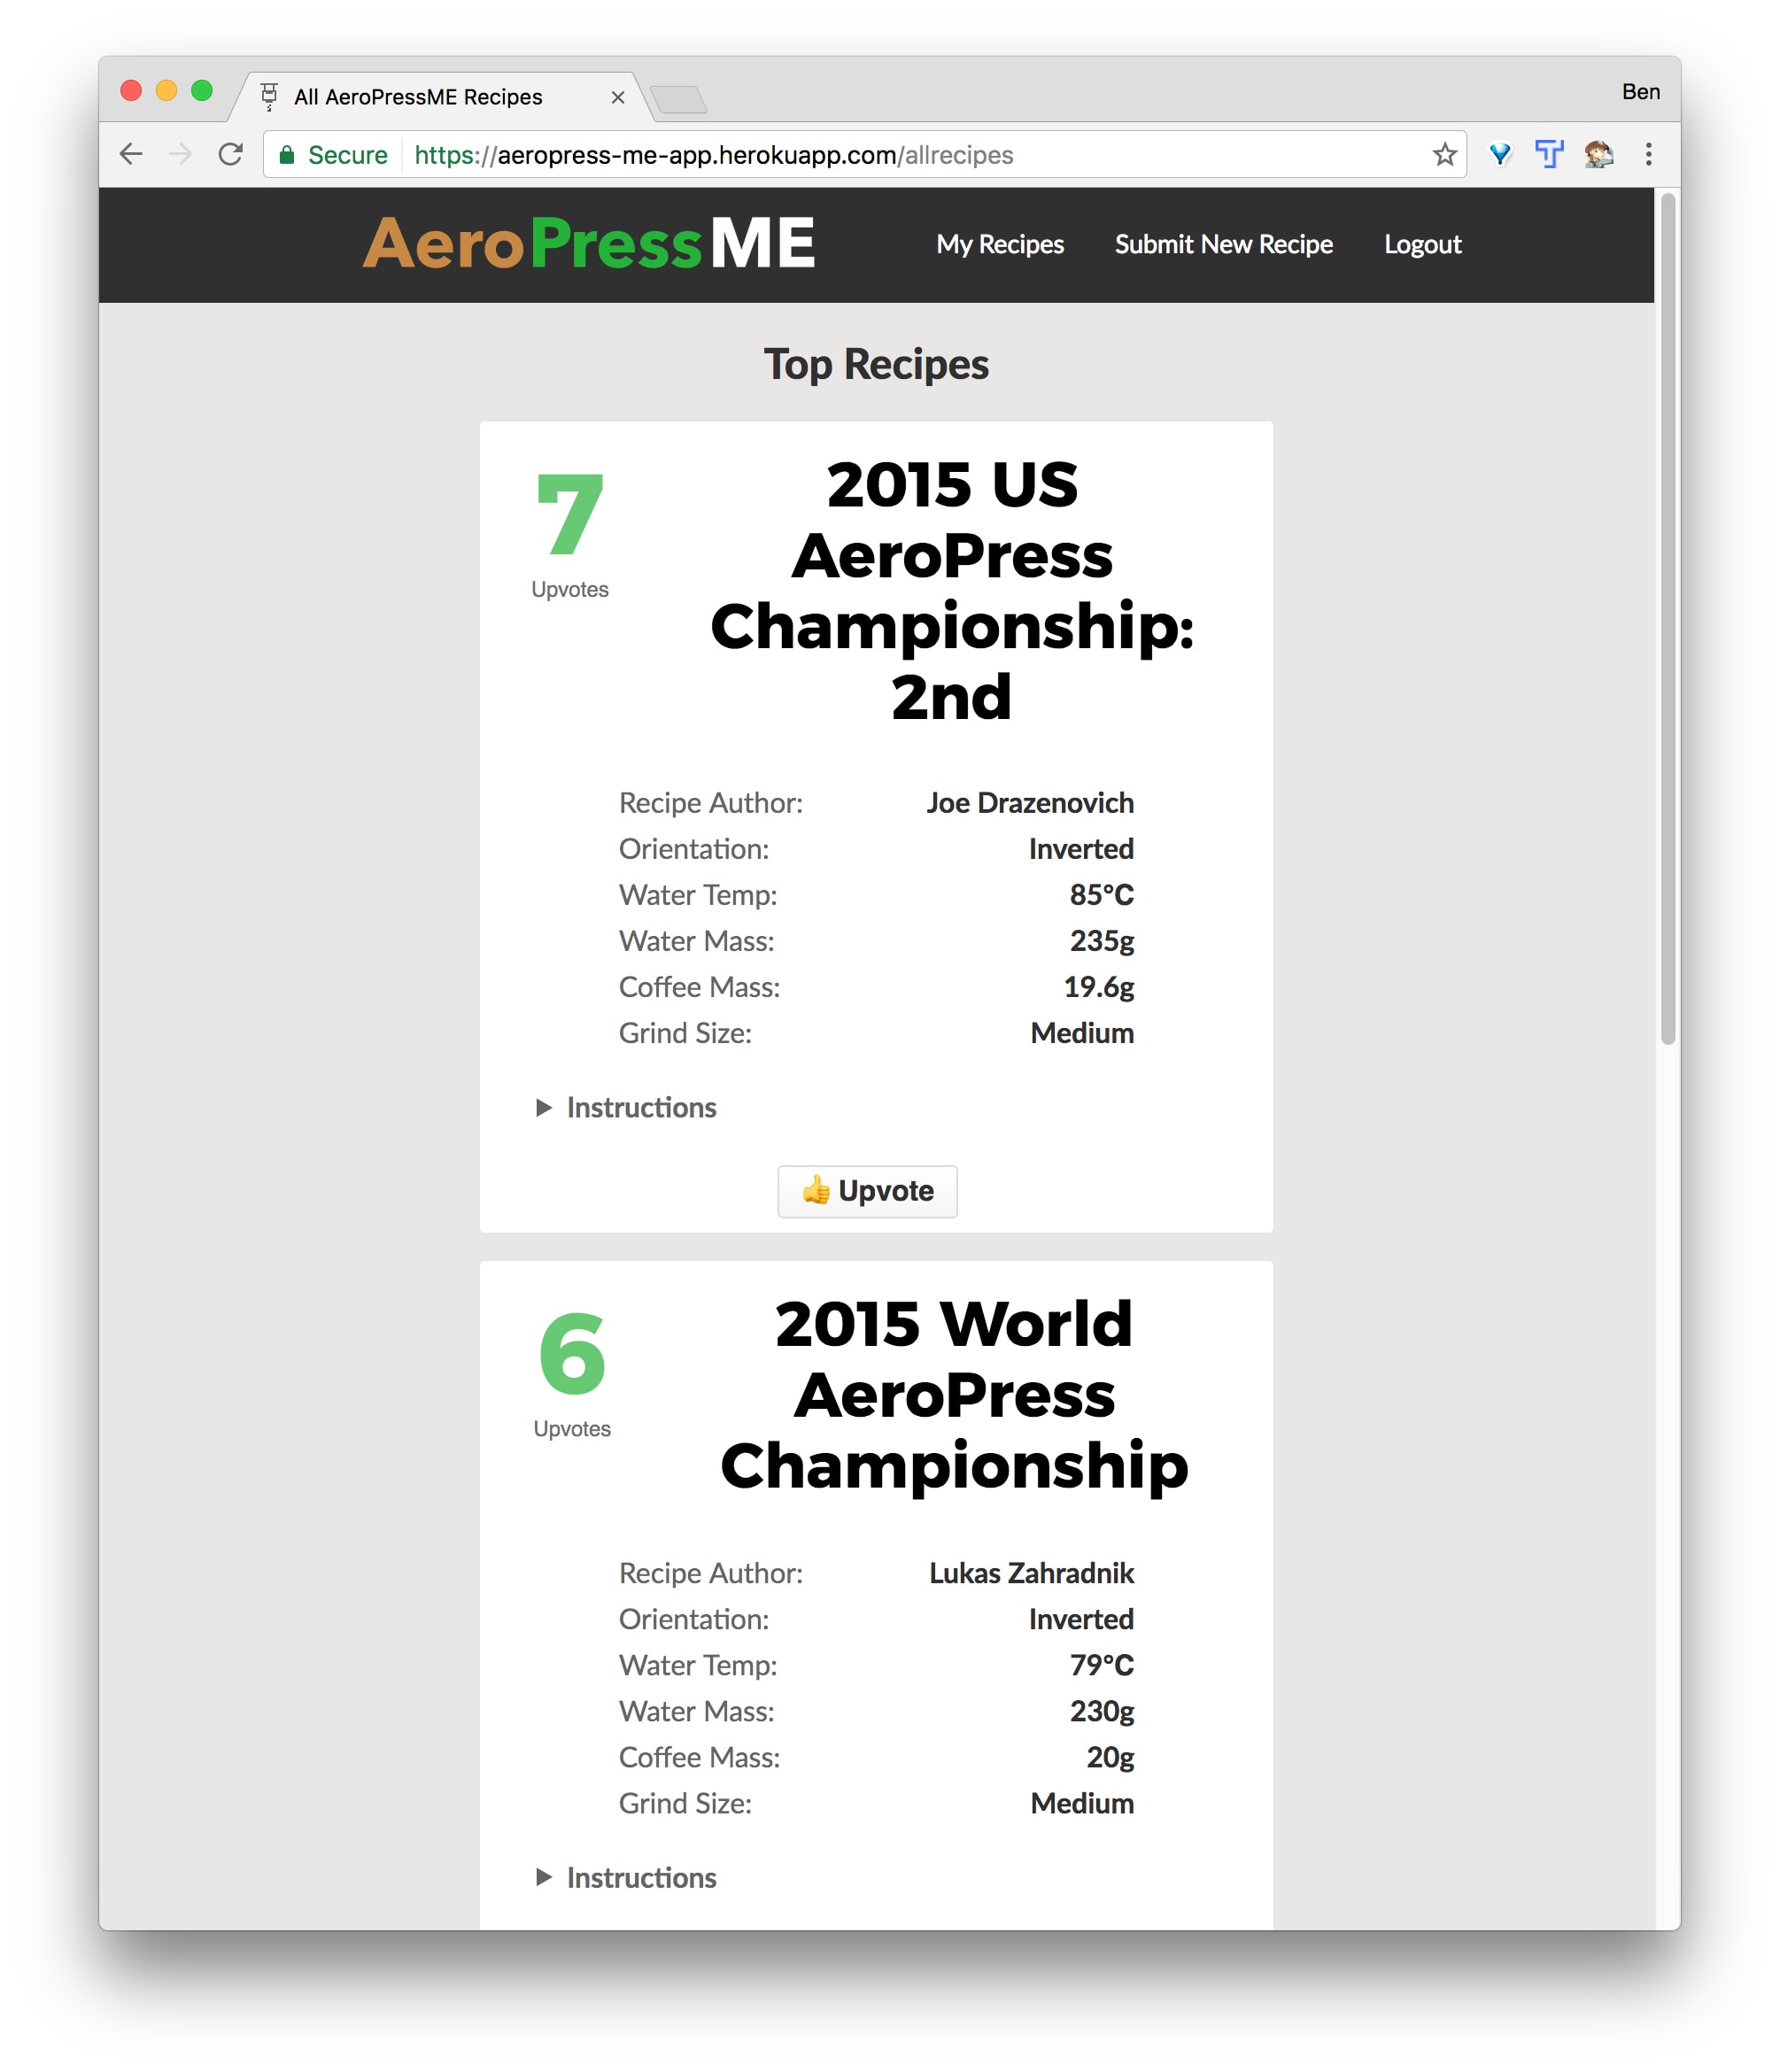 All AeroPressME Recipes
Ben
Secure https://aeropress-me-app.herokuapp.com/allrecipes
AeroPressME My Recipes Submit New Recipe Logout
Top Recipes
7
Upvotes
2015 US
AeroPress
Championship:
2nd
Recipe Author: Joe Drazenovich
Orientation: Inverted
Water Temp: 85°C
Water Mass: 235g
Coffee Mass: 19.6g
Grind Size: Medium
Instructions
Upvote
6
Upvotes
2015 World
AeroPress
Championship
Recipe Author: Lukas Zahradnik
Orientation: Inverted
Water Temp: 79°C
Water Mass: 230g
Coffee Mass: 20g
Grind Size: Medium
Instructions